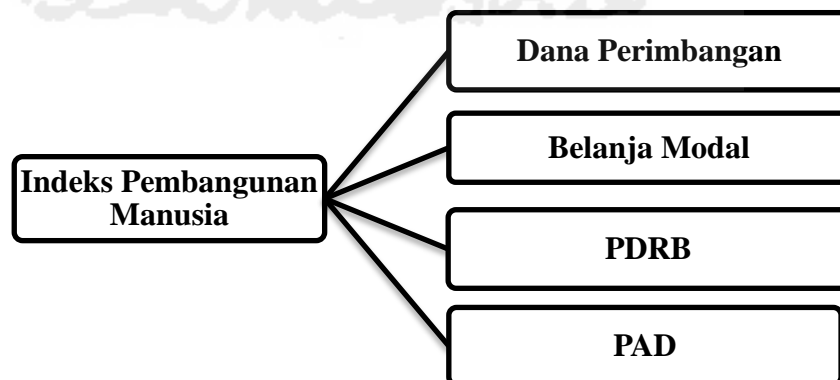 Dana Perimbangan
Belanja Modal
Indeks Pembangunan
Manusia
PDRB
PAD